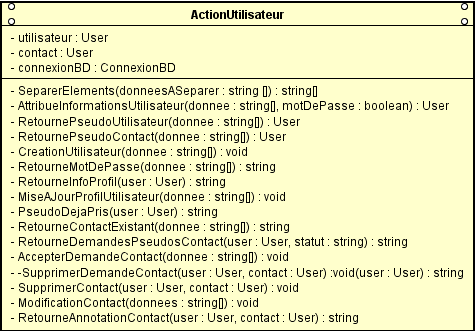 ActionUtilisateur
- utilisateur : User
- contact : User
- connexionBD : ConnexionBD
- SeparerElements(donneesASeparer : string []) : string[]
- AttribueInformationsUtilisateur(donnee : string[], motDePasse : boolean) : User
- RetournePseudoUtilisateur(donnee : string[]) : User
- RetournePseudoContact(donnee : string[]) : User
- CreationUtilisateur(donnee : string[]) : void
- RetourneMotDePasse(donnee : string[]) : string
- RetourneInfoProfil(user : User) : string
- MiseAJourProfilUtilisateur(donnee : string[]) : void
- PseudoDejaPris(user : User) : string
- RetourneContactExistant(donnee : string[]) : string
- RetourneDemandesPseudosContact(user : User, statut : string) : string
- AccepterDemandeContact(donnee : string[]) : void
- -SupprimerDemandeContact(user : User, contact : User) :void(user : User) : string
- SupprimerContact(user : User, contact : User) : void
- ModificationContact(donnees : string[]) : void
- RetourneAnnotationContact(user : User, contact : User) : string